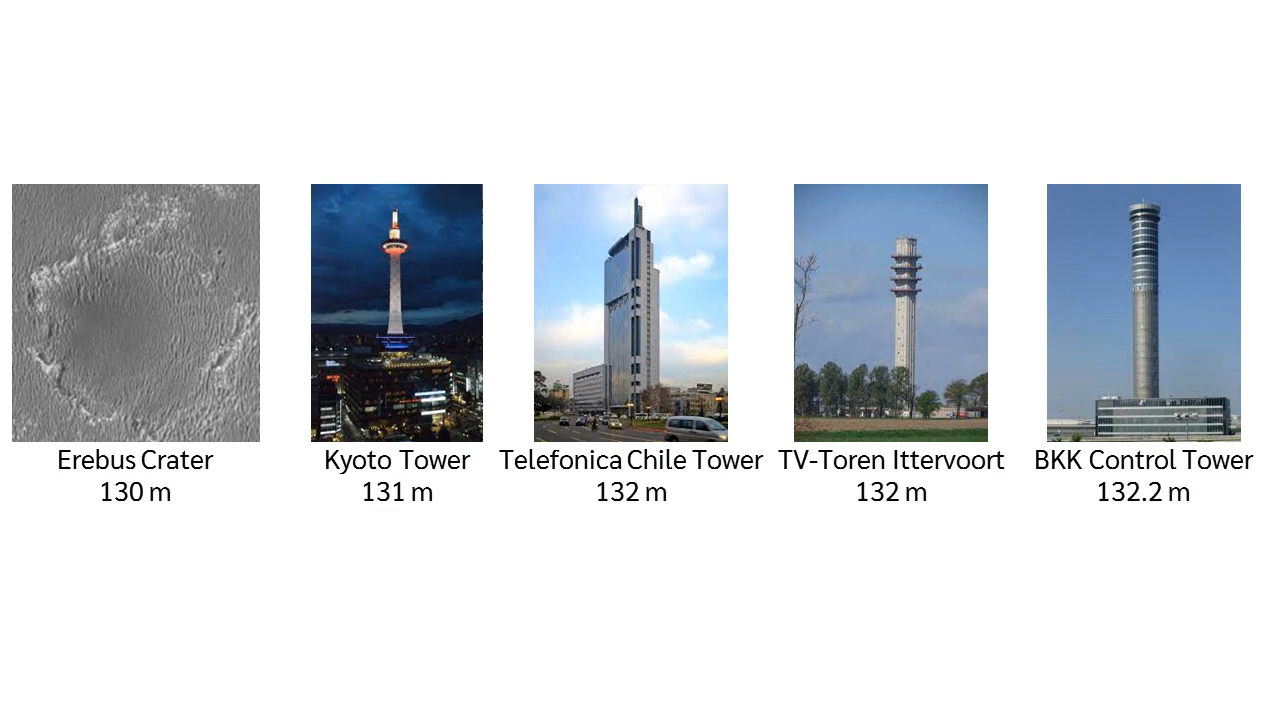 Erebus Crater
130 m
Kyoto Tower
131 m
Telefonica Chile Tower
132 m
TV-Toren Ittervoort
132 m
BKK Control Tower
132.2 m